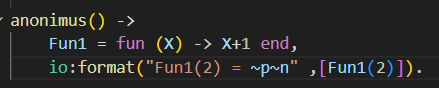 anonimus() ->
Fun1 = fun (X) -> X+1 end,
io:format("Fun1(2) = ~p~n" ,[Fun1(2)]).